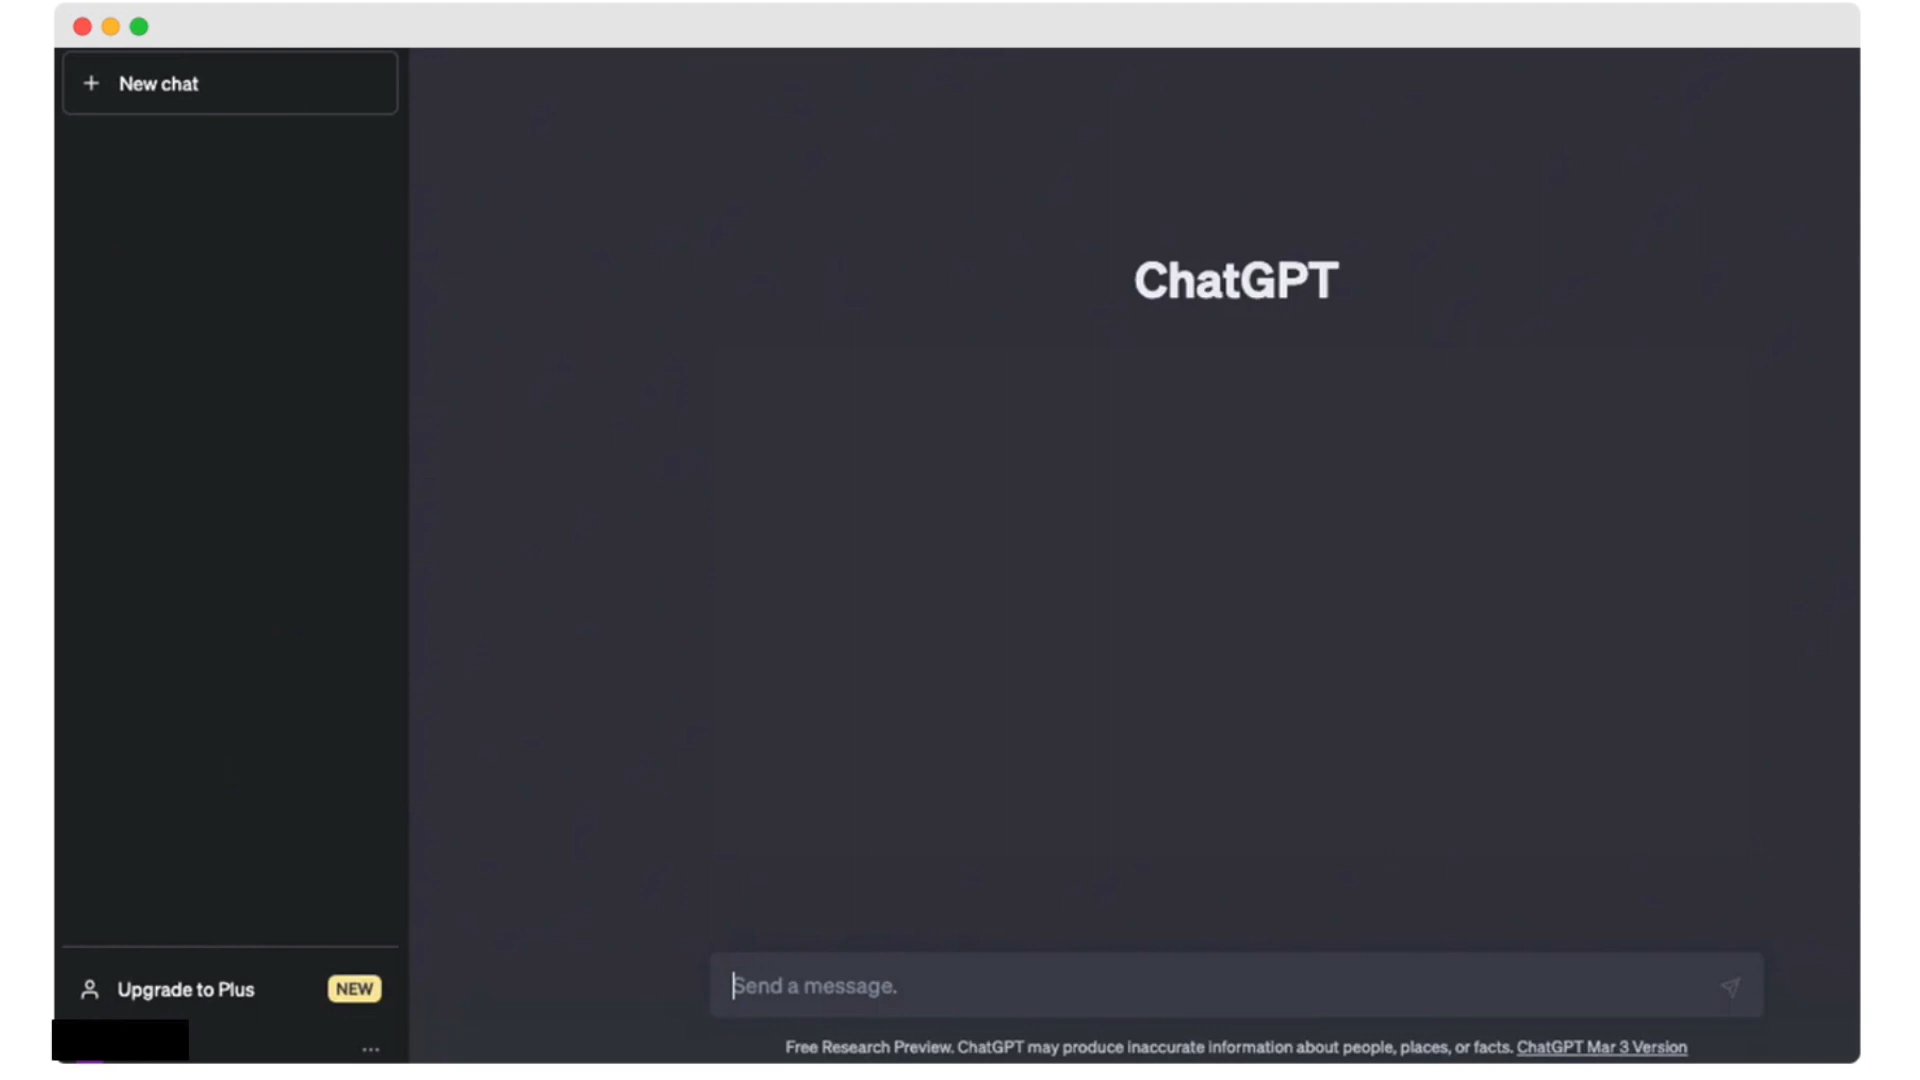 New chat
ChatGPT
Upgrade to Plus NEW
Send a message.
...
Free Research Preview. ChatGPT may produce inaccurate information about people, places, or facts. ChatGPT Mar 3 Version